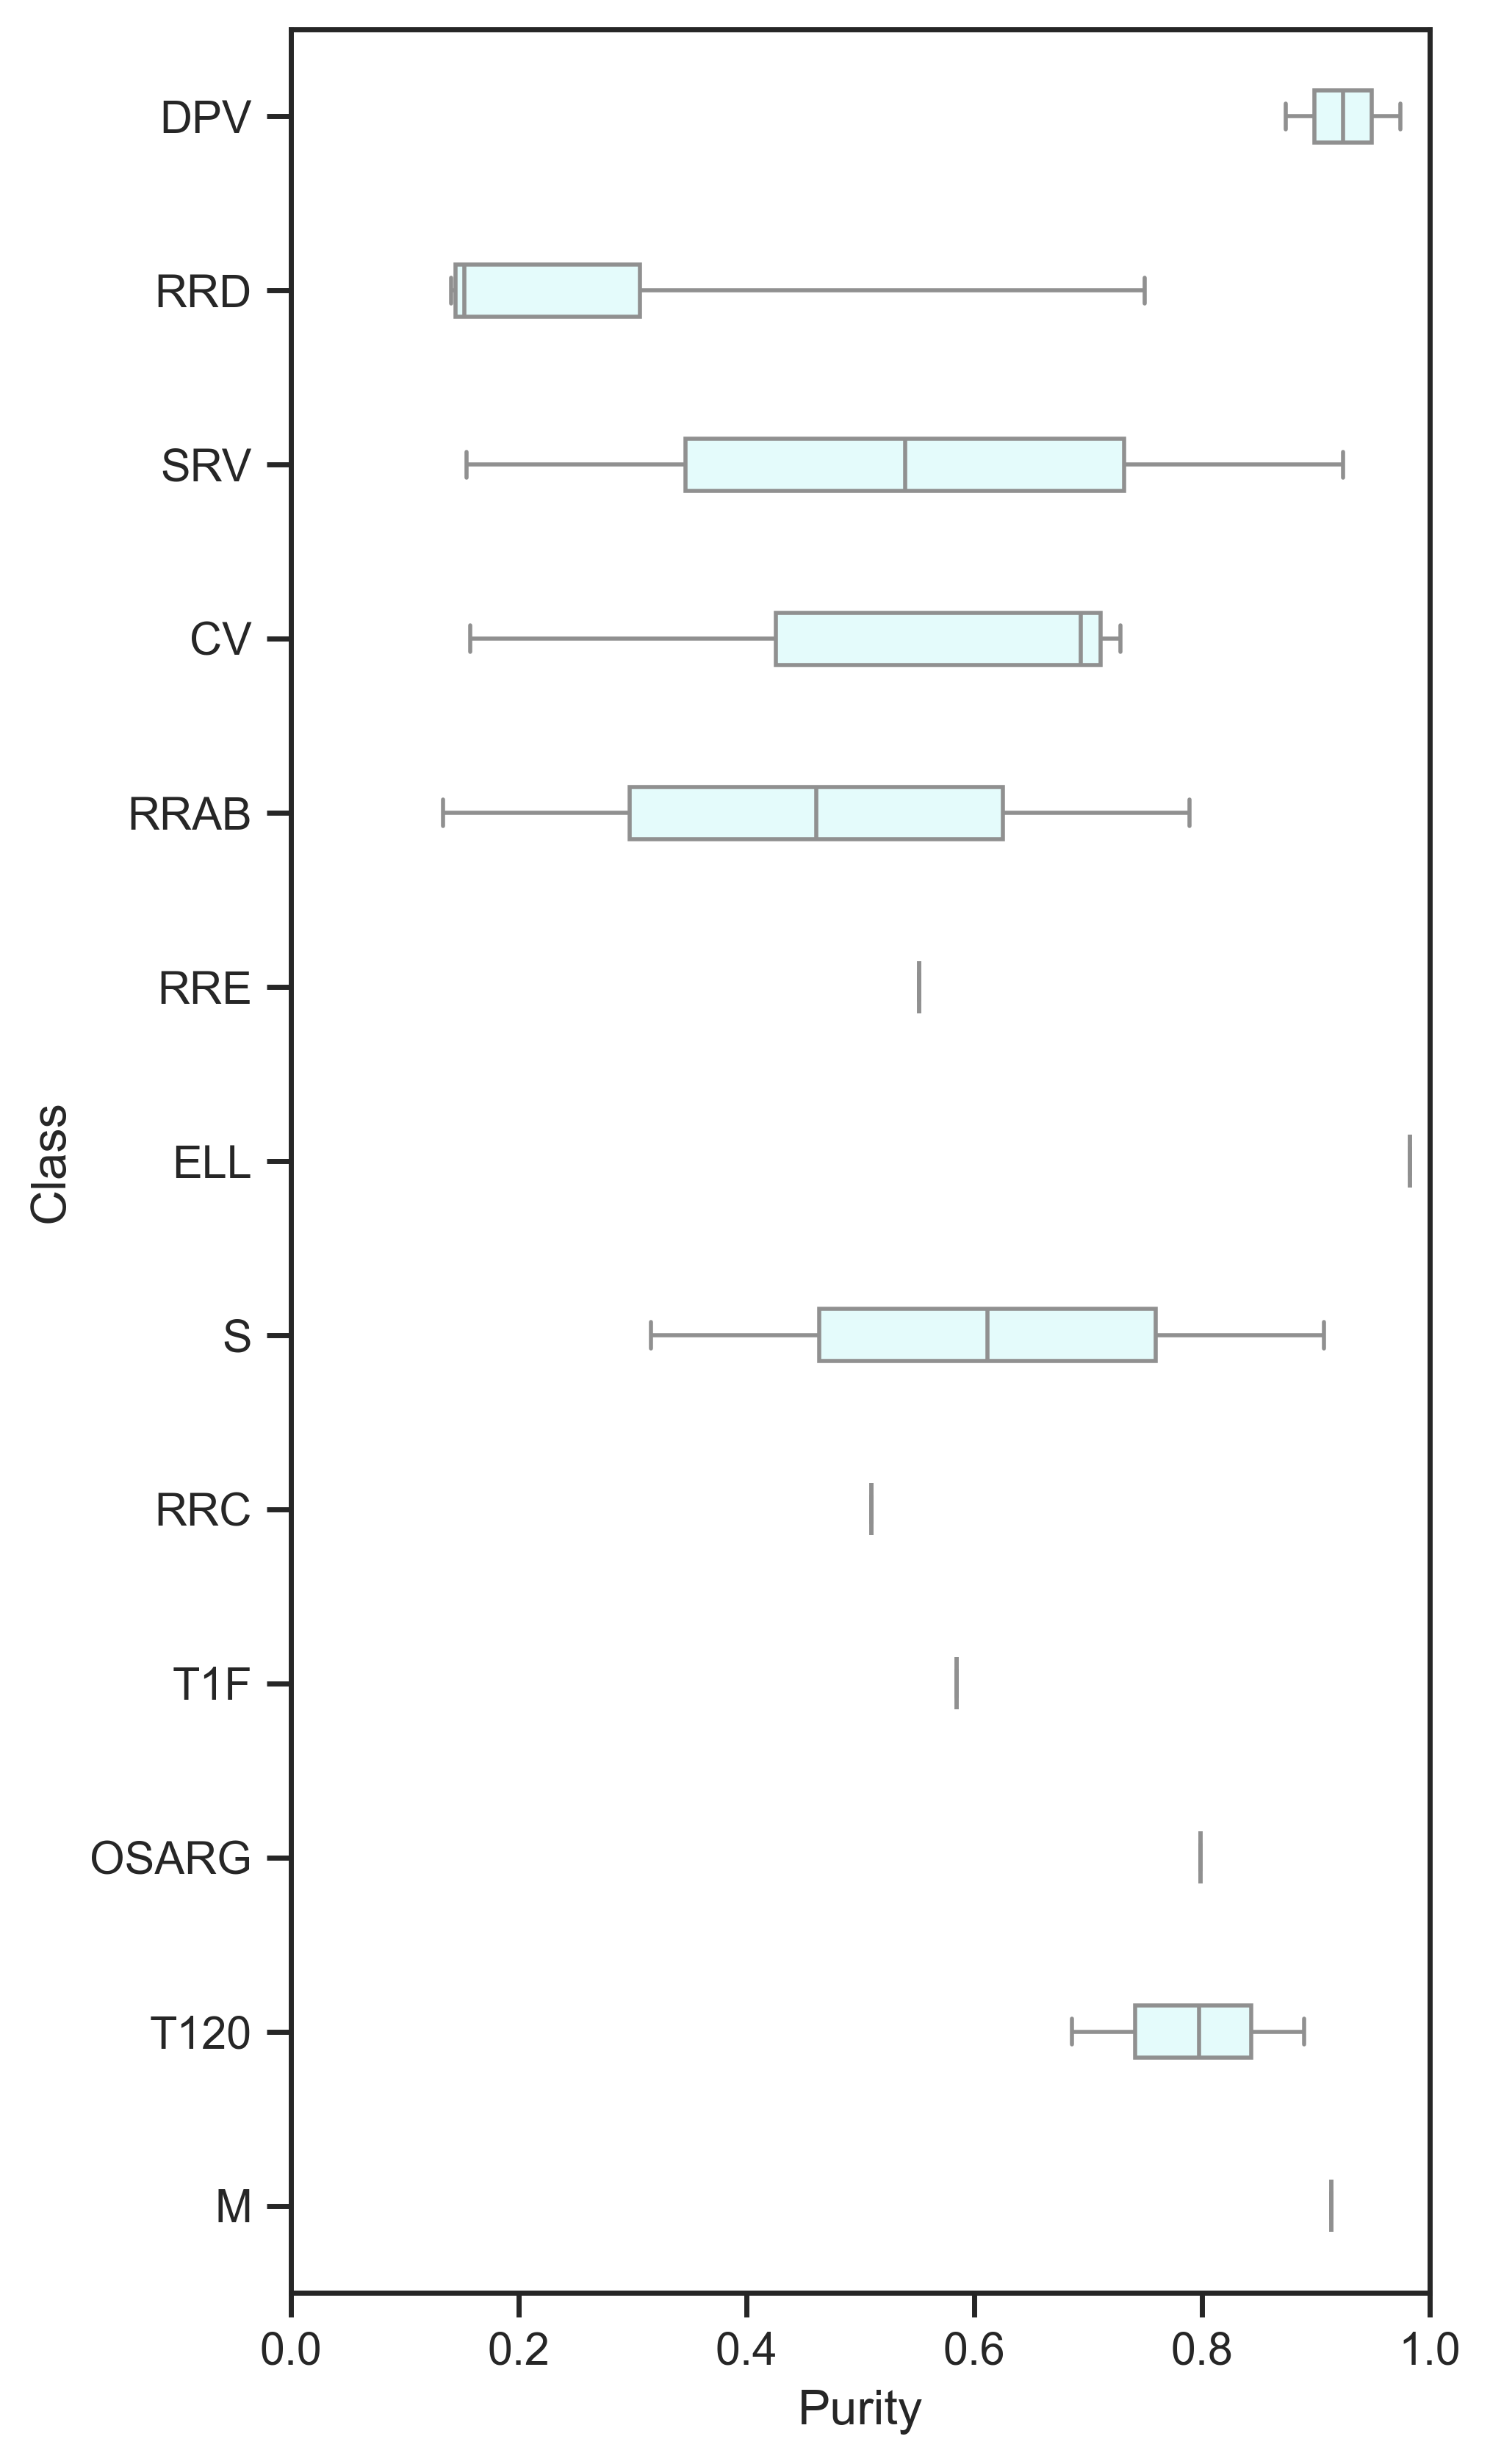 DPV
RRD
SRV
CV
RRAB
RRE
ELL
S
RRC
T1F
OSARG
T120
M
Class
0.0 0.2 0.4 0.6 0.8 1.0
Purity